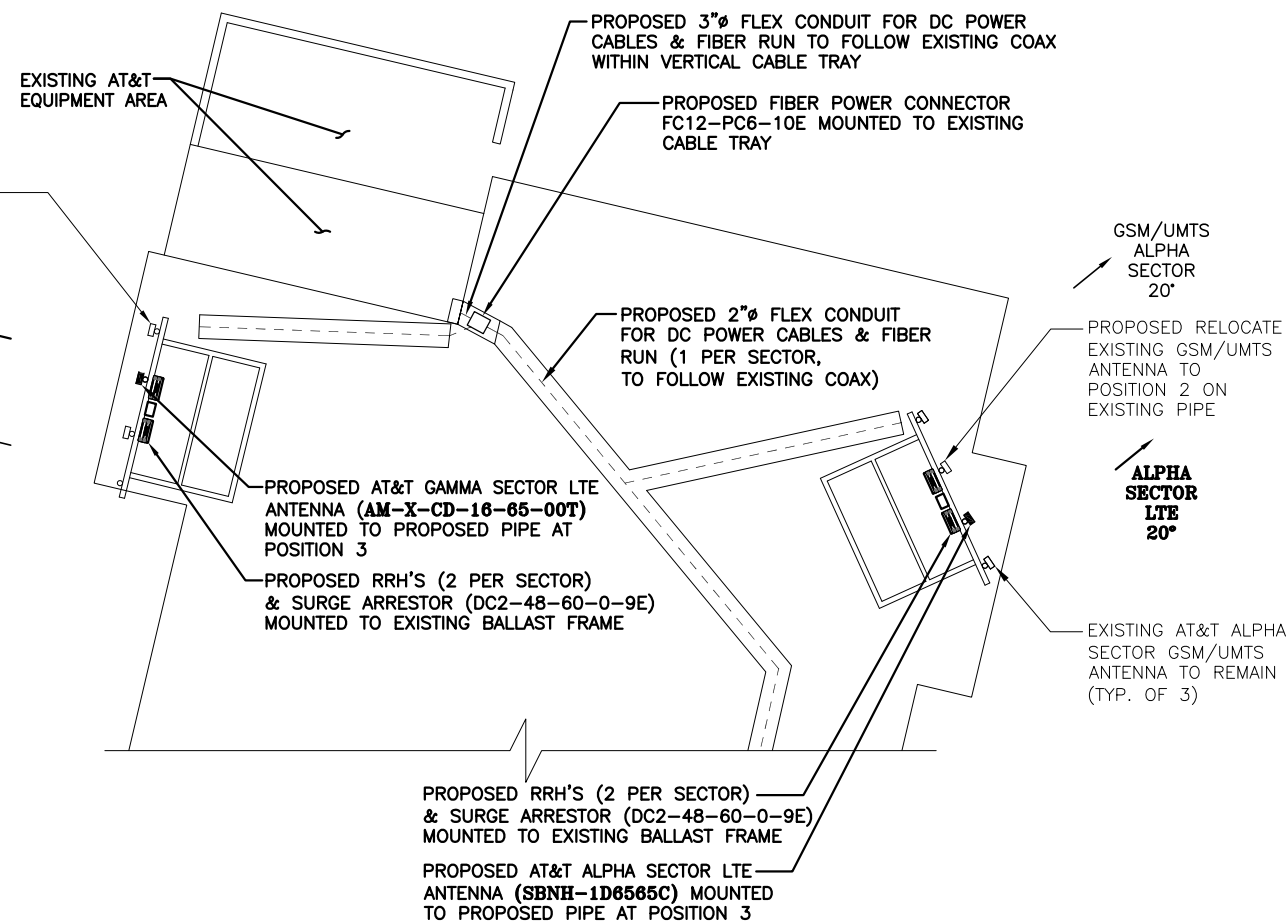 PROPOSED 3"ø FLEX CONDUIT FOR DC POWER
CABLES & FIBER RUN TO FOLLOW EXISTING COAX
WITHIN VERTICAL CABLE TRAY
EXISTING AT&T
EQUIPMENT AREA
PROPOSED FIBER POWER CONNECTOR
FC12-PC6-10E MOUNTED TO EXISTING
CABLE TRAY
GSM/UMTS
ALPHA
SECTOR
20°
PROPOSED 2"ø FLEX CONDUIT
FOR DC POWER CABLES & FIBER
RUN (1 PER SECTOR,
TO FOLLOW EXISTING COAX)
PROPOSED RELOCATE
EXISTING GSM/UMTS
ANTENNA TO
POSITION 2 ON
EXISTING PIPE
ALPHA
SECTOR
LTE
20°
PROPOSED AT&T GAMMA SECTOR LTE
ANTENNA (AM-X-CD-16-65-00T)
MOUNTED TO PROPOSED PIPE AT
POSITION 3
PROPOSED RRH'S (2 PER SECTOR)
& SURGE ARRESTOR (DC2-48-60-0-9E)
MOUNTED TO EXISTING BALLAST FRAME
EXISTING AT&T ALPHA
SECTOR GSM/UMTS
ANTENNA TO REMAIN
(TYP. OF 3)
PROPOSED RRH'S (2 PER SECTOR)
& SURGE ARRESTOR (DC2-48-60-0-9E)
MOUNTED TO EXISTING BALLAST FRAME
PROPOSED AT&T ALPHA SECTOR LTE
ANTENNA (SBNH-1D6565C) MOUNTED
TO PROPOSED PIPE AT POSITION 3